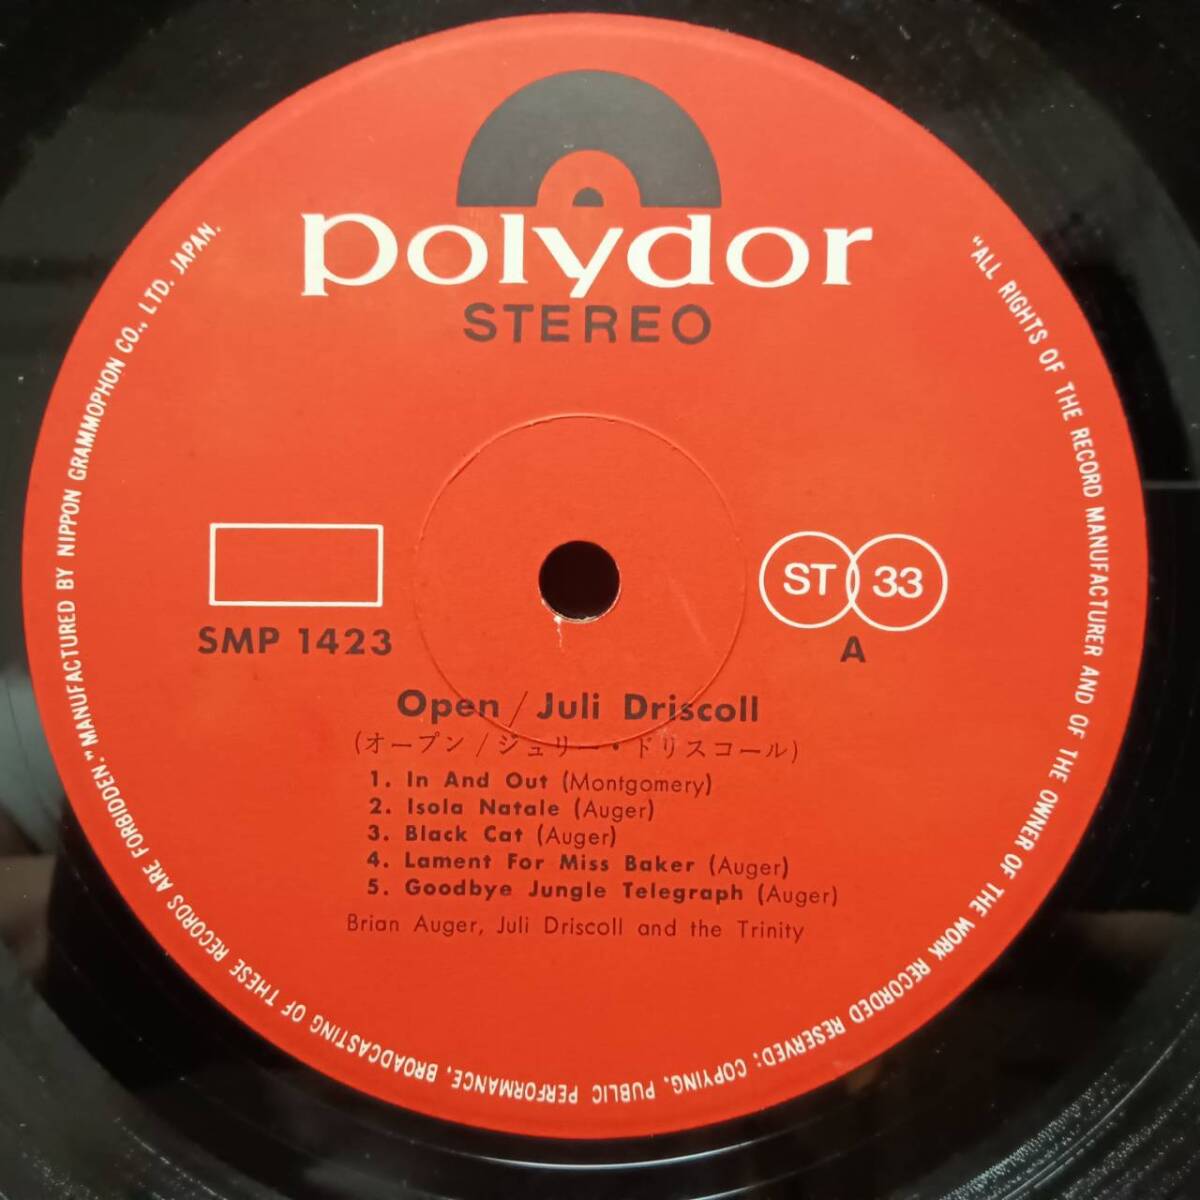 polydor
STEREO
SMP 1423
ST 33
A
Open / Juli Driscoll
(オープン/ジュリー・ドリスコール)
1. In And Out (Montgomery)
2. Isola Natale (Auger)
3. Black Cat (Auger)
4. Lament For Miss Baker (Auger)
5. Goodbye Jungle Telegraph (Auger)
Brian Auger, Juli Driscoll and the Trinity
"ALL RIGHTS OF THE RECORD MANUFACTURER AND OF THE OWNER OF THE WORK RECORDED RESERVED: COPYING, PUBLIC PERFORMANCE, BROADCASTING OF THESE RECORDS ARE FORBIDDEN." MANUFACTURED BY NIPPON GRAMMOPHON CO., LTD. JAPAN.